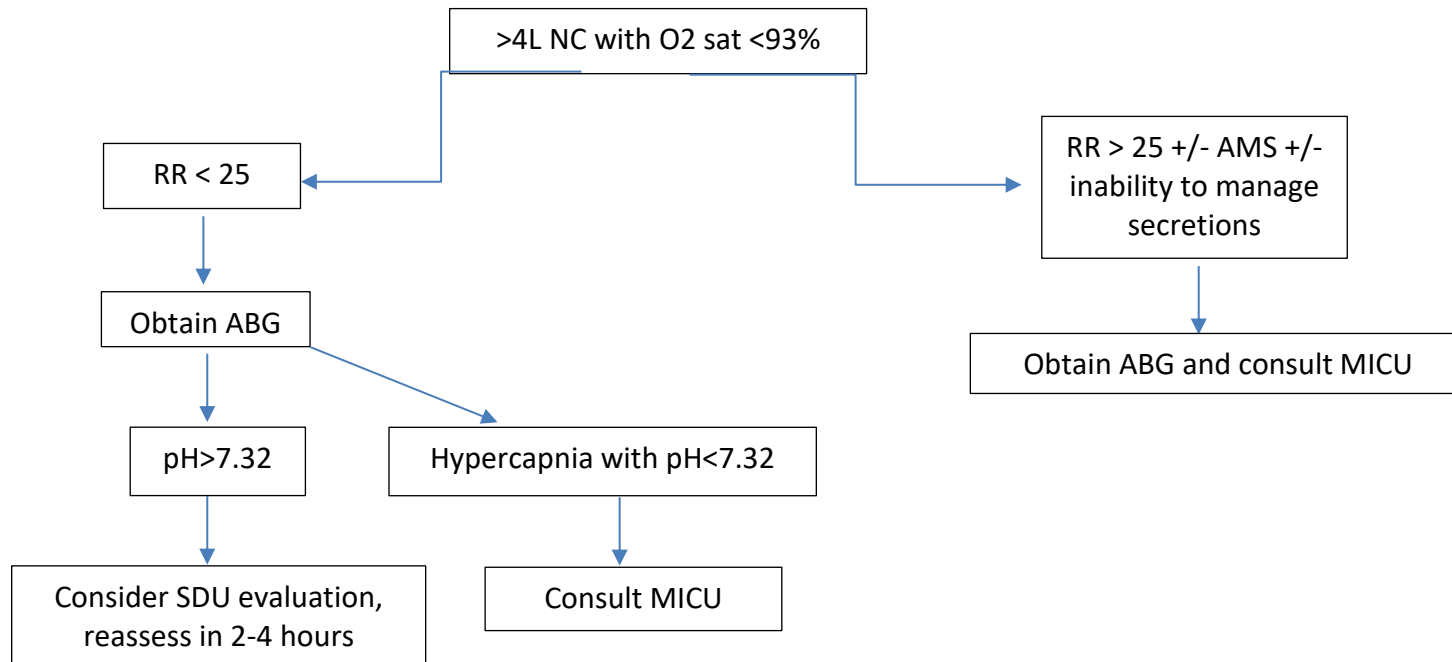 >4L NC with O2 sat <93%
RR < 25
RR > 25 +/- AMS +/-
inability to manage
secretions
Obtain ABG
Obtain ABG and consult MICU
pH>7.32
Hypercapnia with pH<7.32
Consider SDU evaluation,
reassess in 2-4 hours
Consult MICU